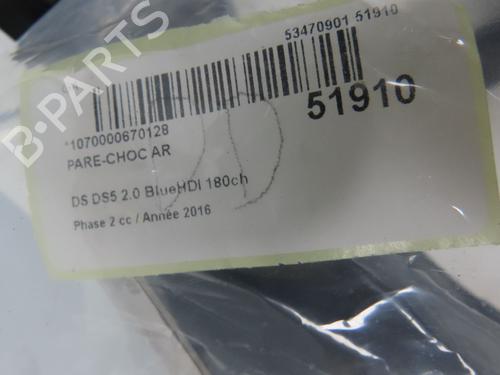 53470901 51910
51910
*1070000670128
PARE-CHOC AR
DS DS5 2.0 BlueHDI 180ch
Phase 2 cc / Année 2016
B-PARTS